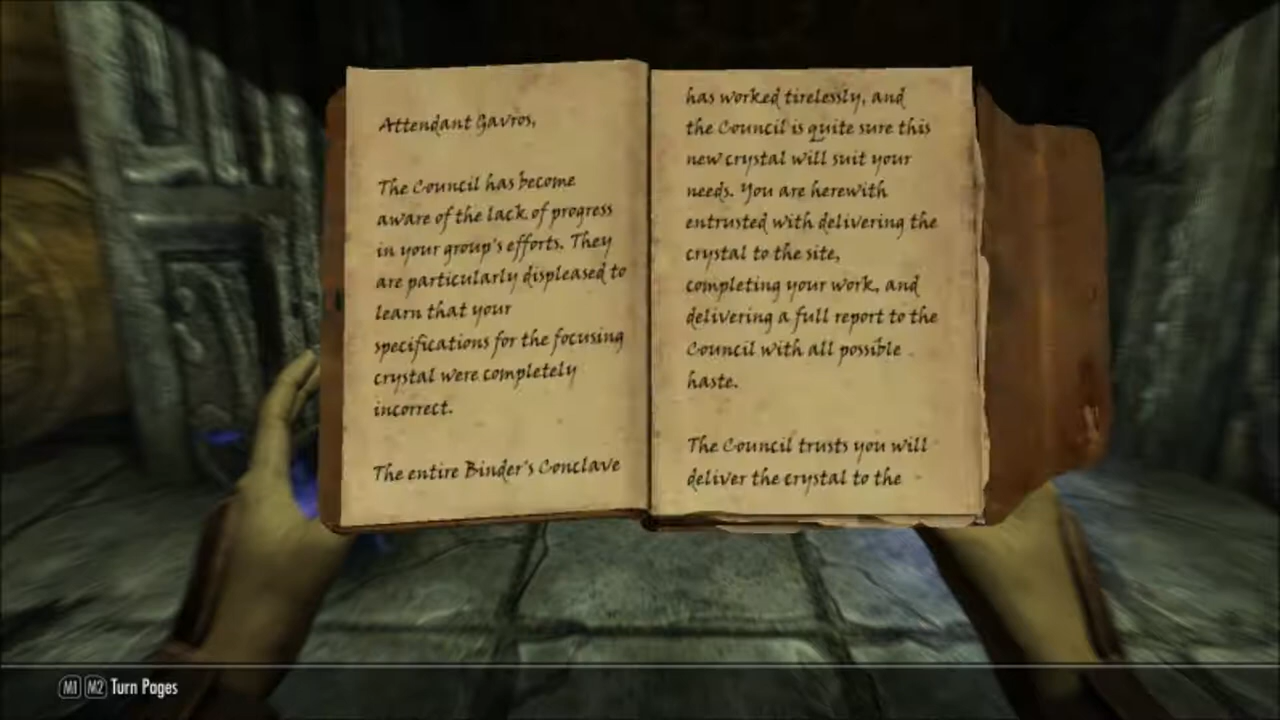 Attendant Gavros,
The Council has become
aware of the lack of progress
in your group's efforts. They
are particularly displeased to
learn that your
specifications for the focusing
crystal were completely
incorrect.
The entire Binder's Conclave
has worked tirelessly, and
the Council is quite sure this
new crystal will suit your
needs. You are herewith
entrusted with delivering the
crystal to the site,
completing your work, and
delivering a full report to the
Council with all possible
haste.
The Council trusts you will
deliver the crystal to the
M1 M2 Turn Pages